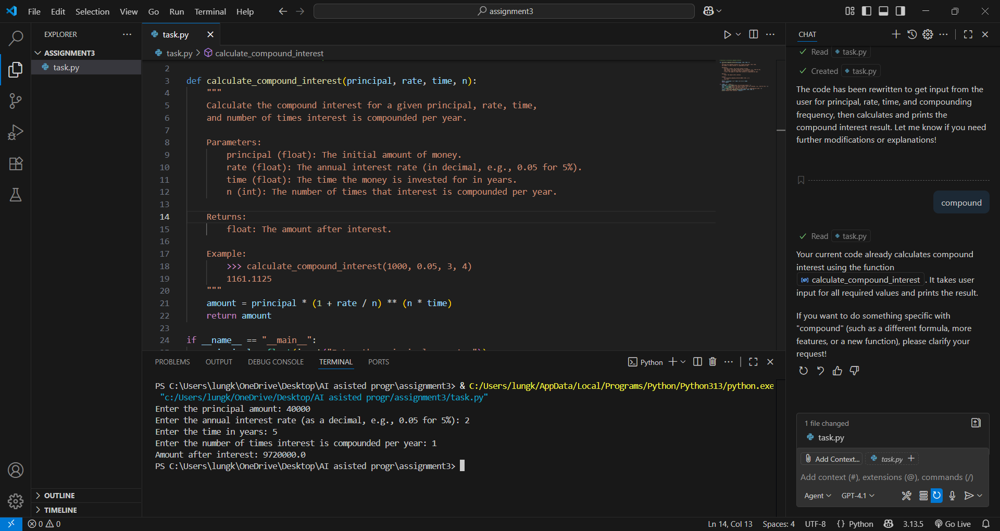 File Edit Selection View Go Run Terminal Help
assignment3
EXPLORER
ASSIGNMENT3
task.py
OUTLINE
TIMELINE
task.py
task.py > calculate_compound_interest
2
3 def calculate_compound_interest(principal, rate, time, n):
4 """
5 Calculate the compound interest for a given principal, rate, time,
6 and number of times interest is compounded per year.
7
8 Parameters:
9 principal (float): The initial amount of money.
10 rate (float): The annual interest rate (in decimal, e.g., 0.05 for 5%).
11 time (float): The time the money is invested for in years.
12 n (int): The number of times that interest is compounded per year.
13
14 Returns:
15 float: The amount after interest.
16
17 Example:
18 >>> calculate_compound_interest(1000, 0.05, 3, 4)
19 1161.1125
20 """
21 amount = principal * (1 + rate / n) ** (n * time)
22 return amount
23
24 if __name__ == "__main__":
PROBLEMS OUTPUT DEBUG CONSOLE TERMINAL PORTS
Python
PS C:\Users\lungk\OneDrive\Desktop\AI asisted progr\assignment3> & C:/Users/lungk/AppData/Local/Programs/Python/Python313/python.exe
"c:/Users/lungk/OneDrive/Desktop/AI asisted progr/assignment3/task.py"
Enter the principal amount: 40000
Enter the annual interest rate (as a decimal, e.g., 0.05 for 5%): 2
Enter the time in years: 5
Enter the number of times interest is compounded per year: 1
Amount after interest: 9720000.0
PS C:\Users\lungk\OneDrive\Desktop\AI asisted progr\assignment3>
CHAT
Read task.py
Created task.py
The code has been rewritten to get input from the
user for principal, rate, time, and compounding
frequency, then calculates and prints the
compound interest result. Let me know if you need
further modifications or explanations!
compound
Read task.py
Your current code already calculates compound
interest using the function
calculate_compound_interest . It takes user
input for all required values and prints the result.
If you want to do something specific with
"compound" (such as a different formula, more
features, or a new function), please clarify your
request!
1 file changed
task.py
Add Context... task.py
Add context (#), extensions (@), commands (/)
Agent GPT-4.1
0 0
Ln 14, Col 13 Spaces: 4 UTF-8 {} Python 3.13.5 Go Live